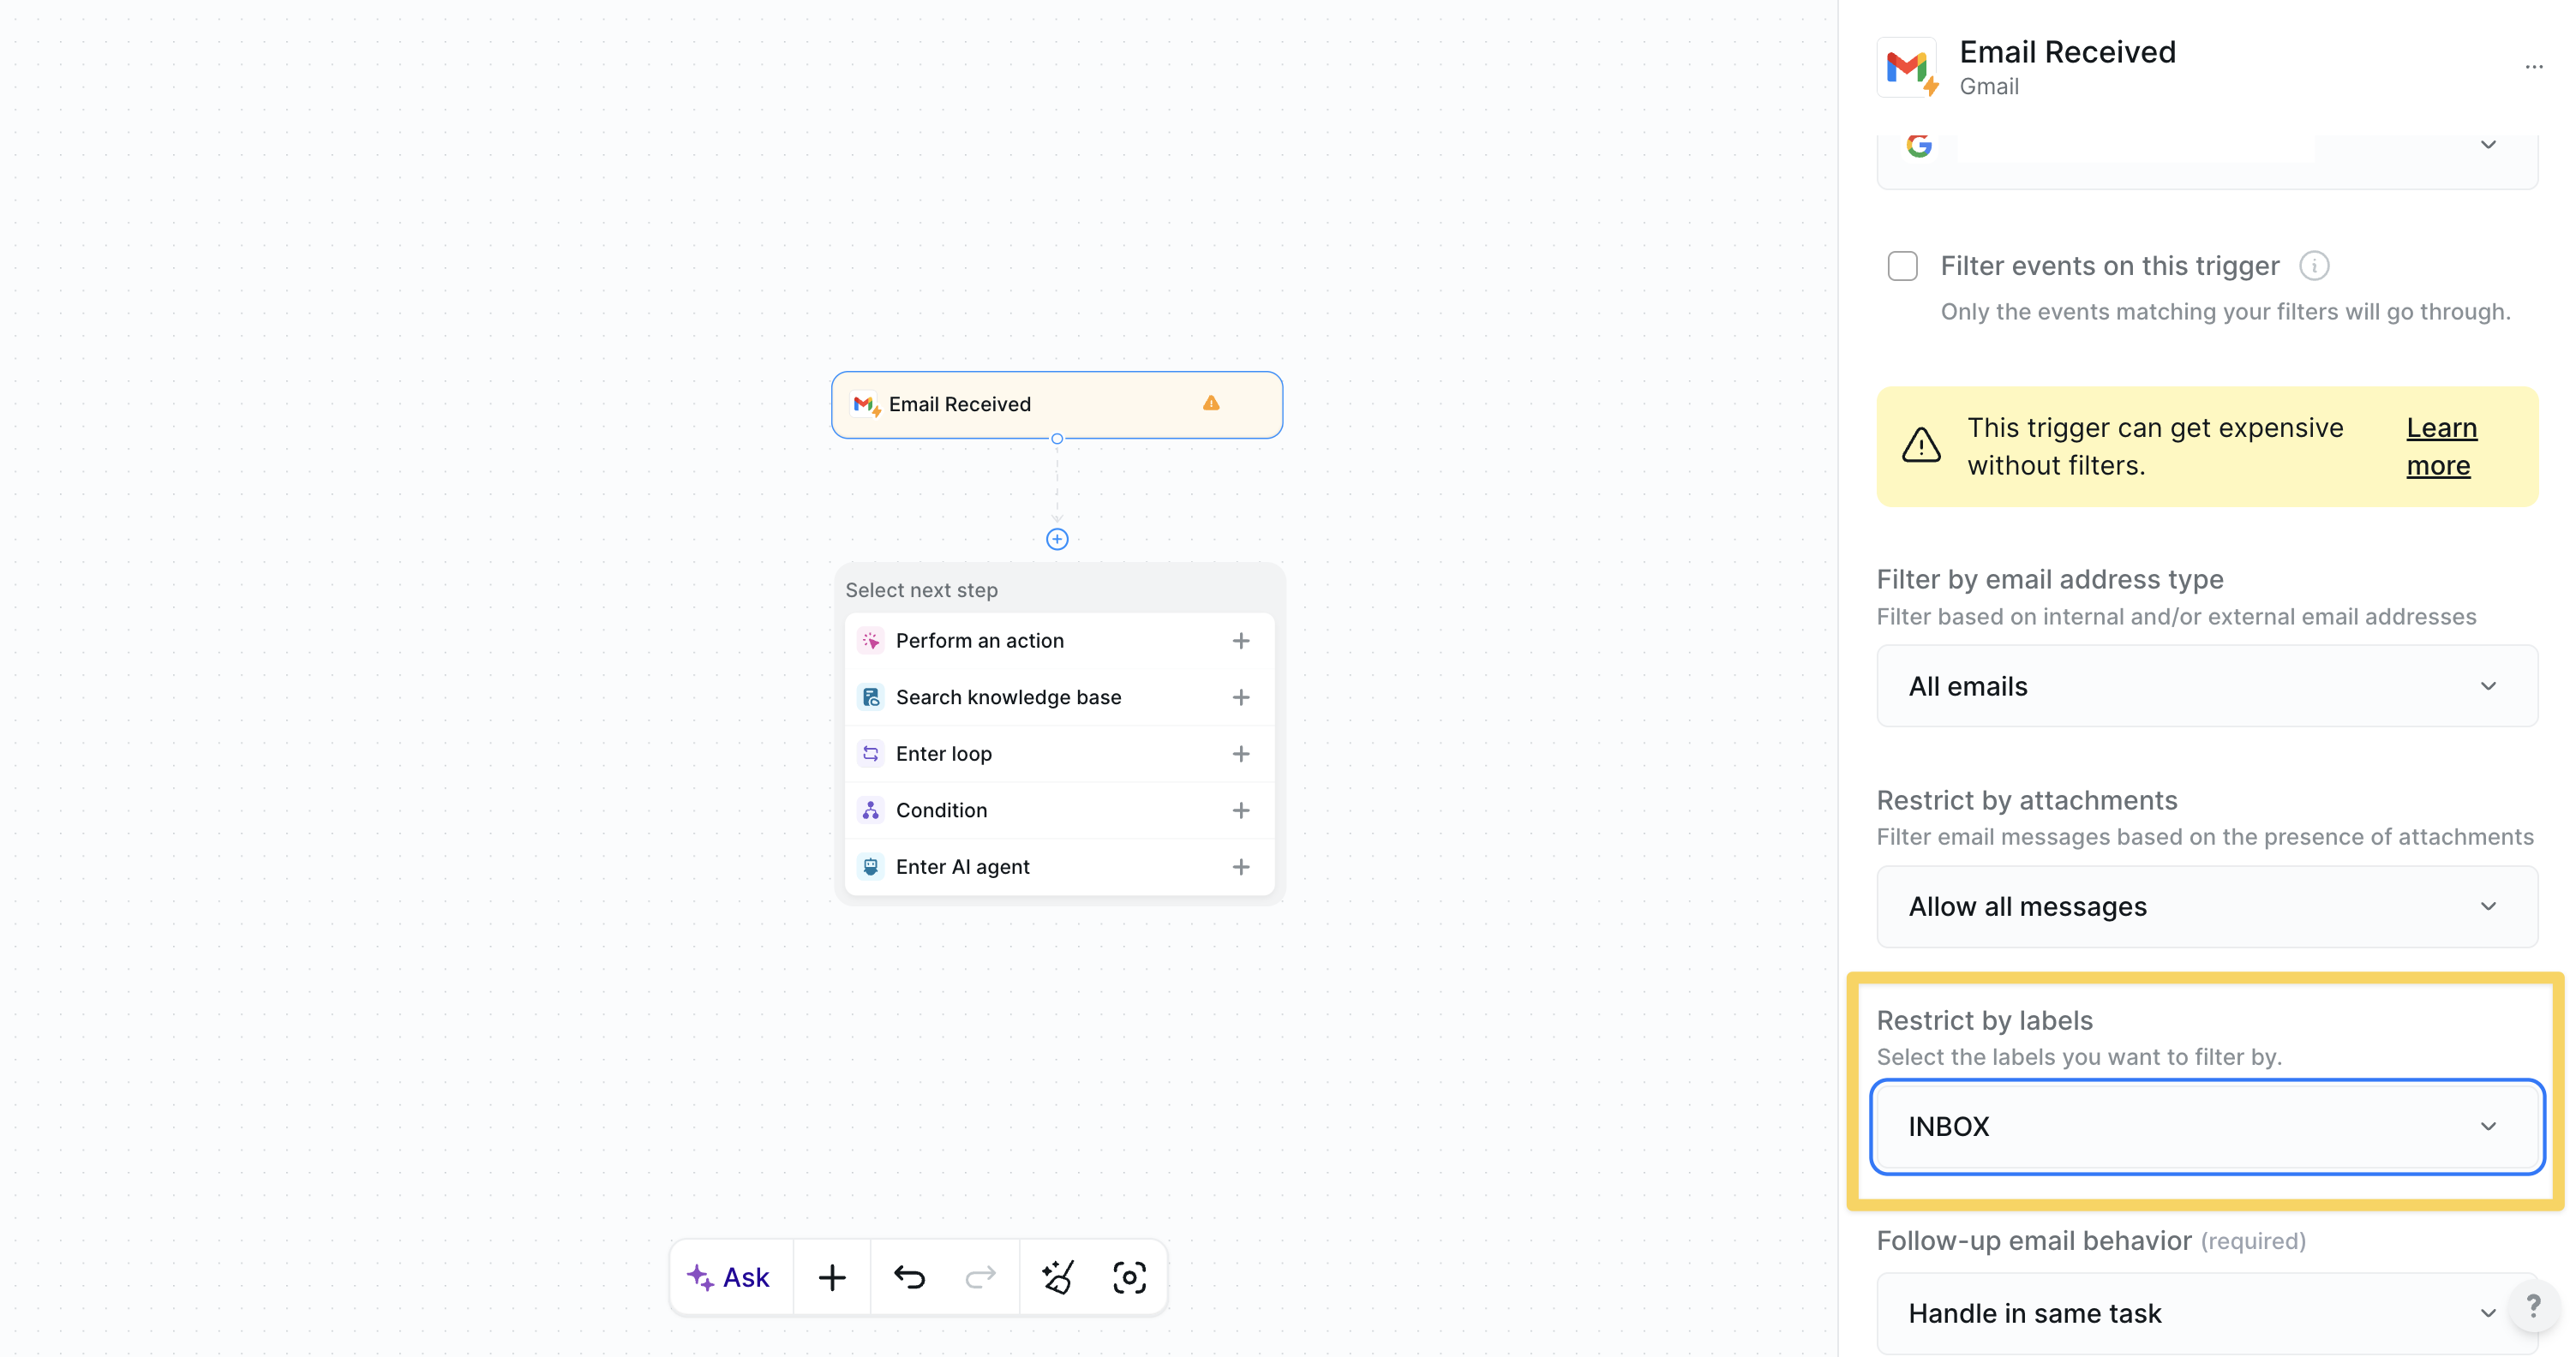 Email Received
Select next step
Perform an action
Search knowledge base
Enter loop
Condition
Enter AI agent
Ask
Email Received
Gmail
Filter events on this trigger
Only the events matching your filters will go through.
This trigger can get expensive
without filters.
Learn
more
Filter by email address type
Filter based on internal and/or external email addresses
All emails
Restrict by attachments
Filter email messages based on the presence of attachments
Allow all messages
Restrict by labels
Select the labels you want to filter by.
INBOX
Follow-up email behavior (required)
Handle in same task
?